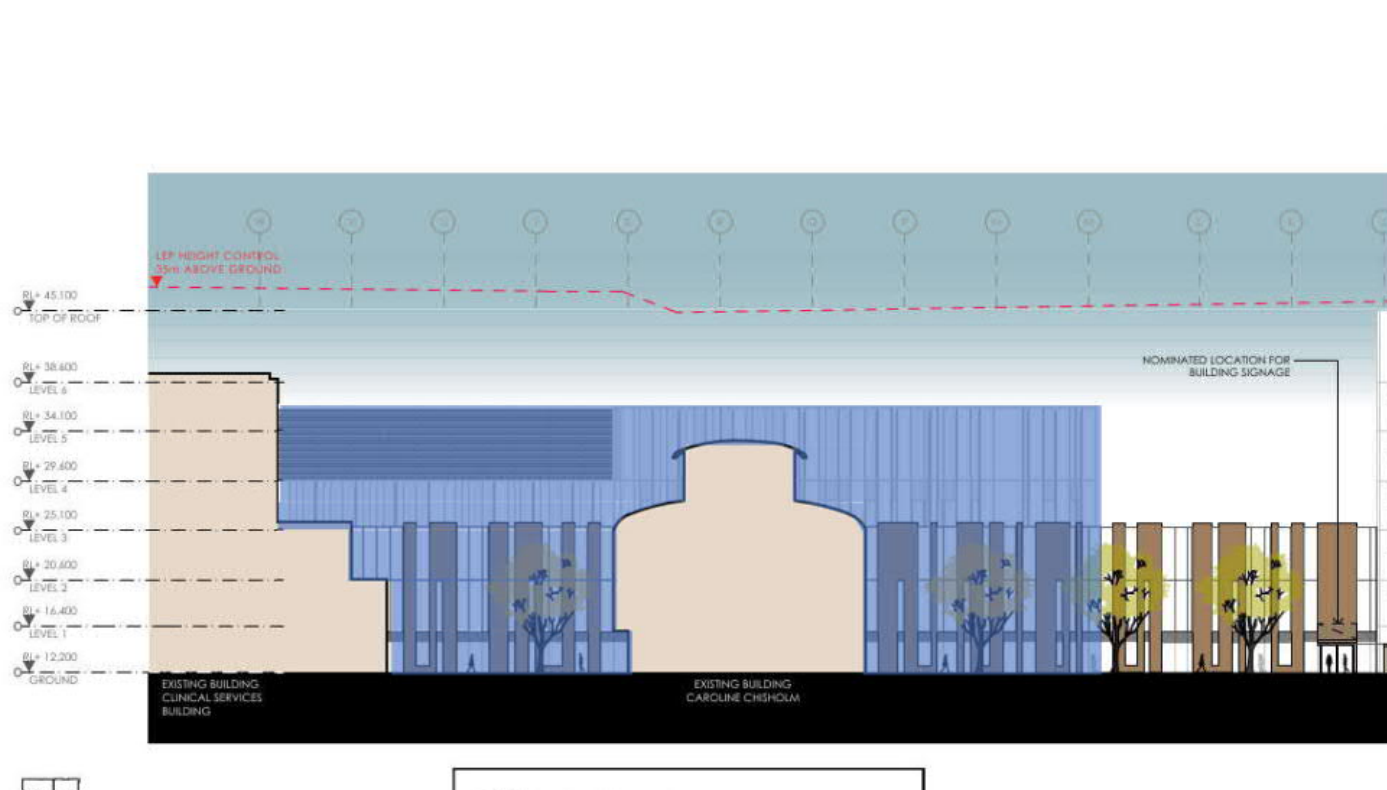 LEP HEIGHT CONTROL
35m ABOVE GROUND
RL+ 45,100
TOP OF ROOF
RL+ 38,600
LEVEL 6
NOMINATED LOCATION FOR
BUILDING SIGNAGE
RL+ 34,100
LEVEL 5
RL+ 29,600
LEVEL 4
RL+ 25,100
LEVEL 3
RL+ 20,600
LEVEL 2
RL+ 16,400
LEVEL 1
RL+ 12,200
GROUND
EXISTING BUILDING
CLINICAL SERVICES
BUILDING
EXISTING BUILDING
CAROLINE CHISHOLM